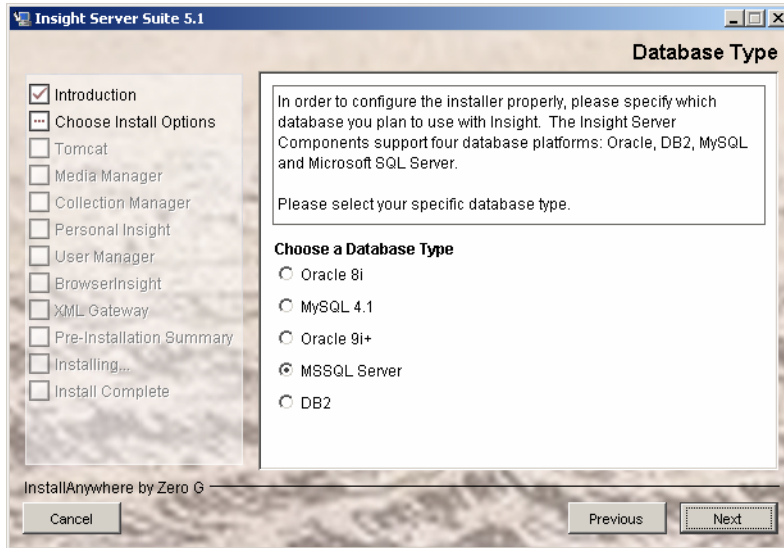 Insight Server Suite 5.1
Database Type
Introduction
Choose Install Options
Tomcat
Media Manager
Collection Manager
Personal Insight
User Manager
BrowserInsight
XML Gateway
Pre-Installation Summary
Installing...
Install Complete
In order to configure the installer properly, please specify which
database you plan to use with Insight. The Insight Server
Components support four database platforms: Oracle, DB2, MySQL
and Microsoft SQL Server.
Please select your specific database type.
Choose a Database Type
Oracle 8i
MySQL 4.1
Oracle 9i+
MSSQL Server
DB2
InstallAnywhere by Zero G
Cancel
Previous
Next